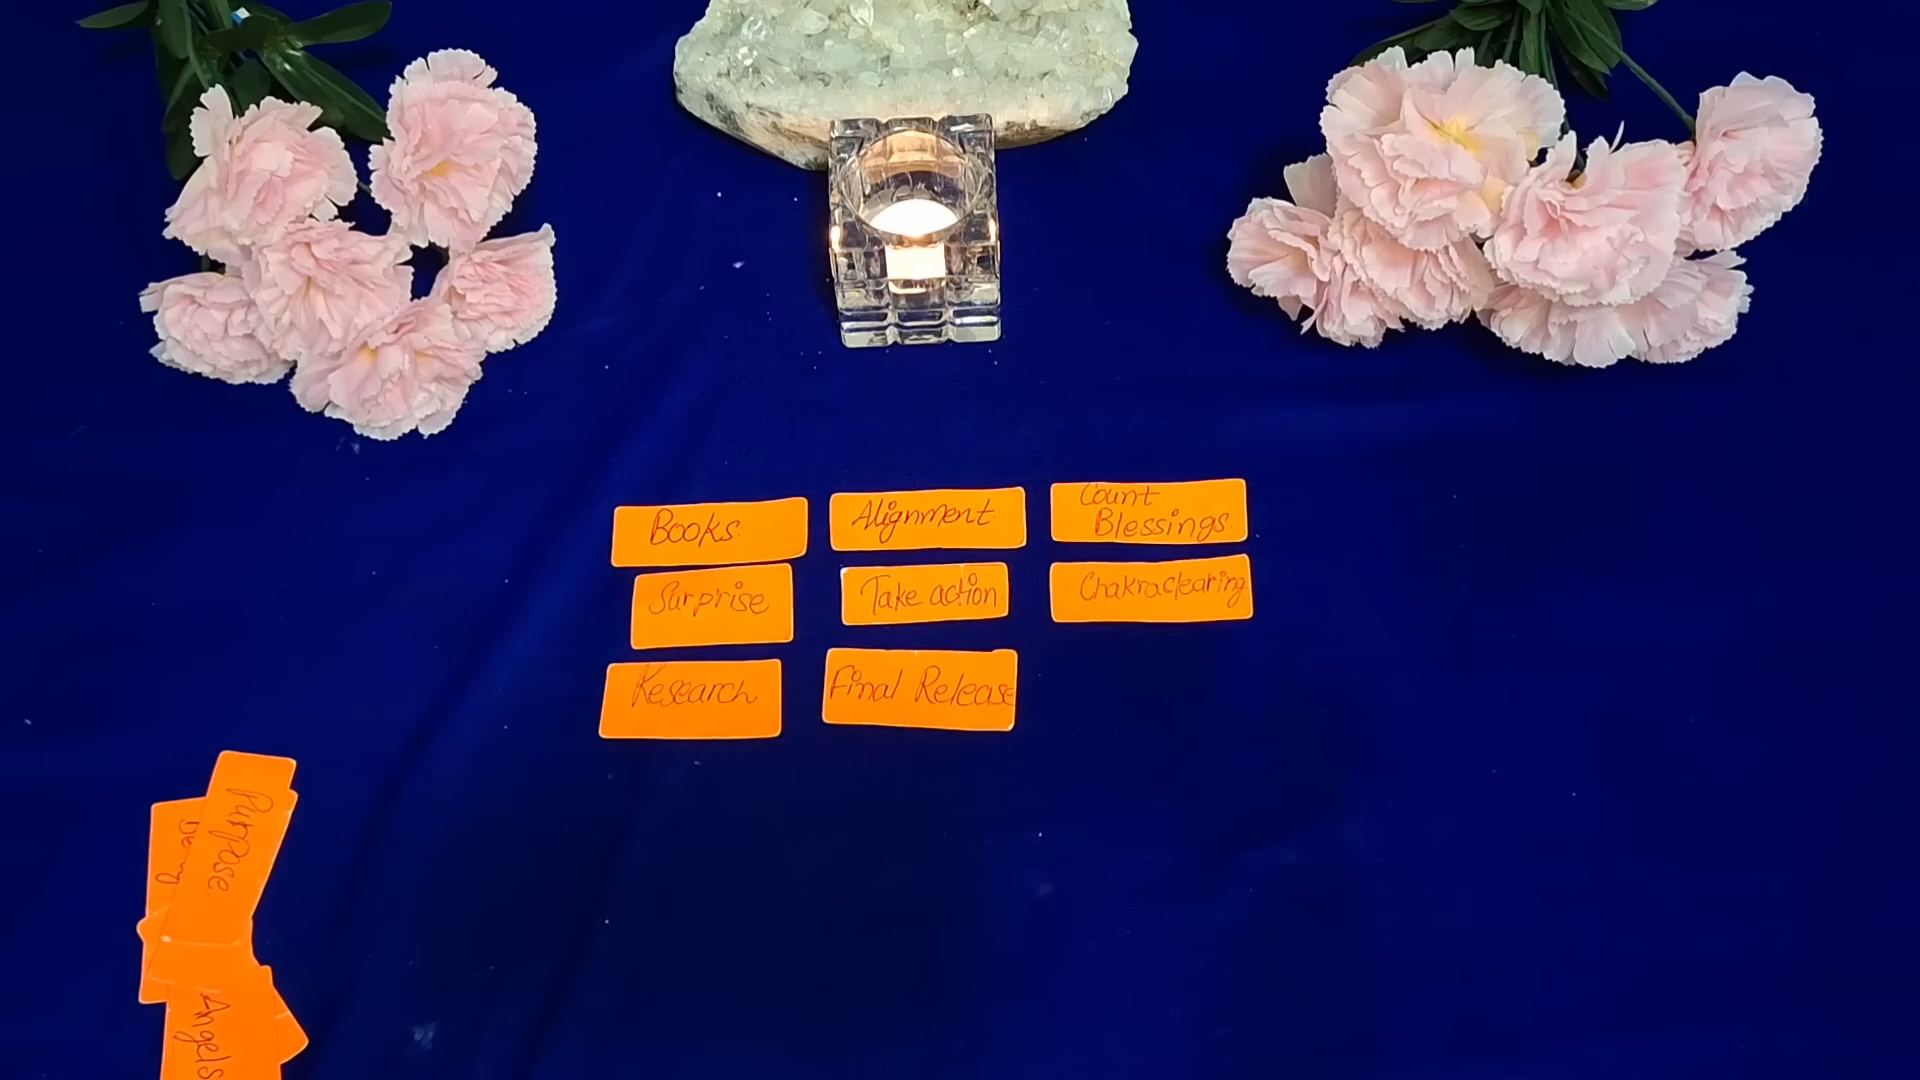 Books.
Alignment.
Count
Blessings.
Surprise
Take action.
Chakraclearing
Research
Final Release
Purpose.
Angels